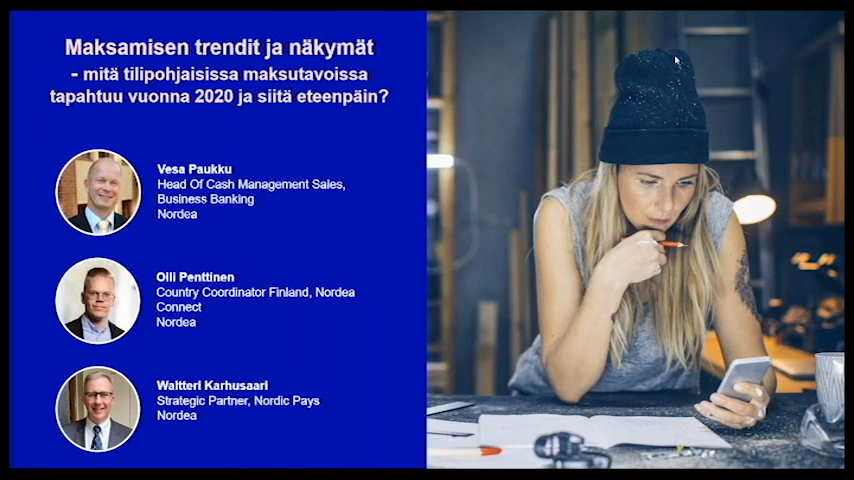 Maksamisen trendit ja näkymät
- mitä tilipohjaisissa maksutavoissa
tapahtuu vuonna 2020 ja siitä eteenpäin?
Vesa Paukku
Head Of Cash Management Sales,
Business Banking
Nordea
Olli Penttinen
Country Coordinator Finland, Nordea
Connect
Nordea
Waltteri Karhusaari
Strategic Partner, Nordic Pays
Nordea